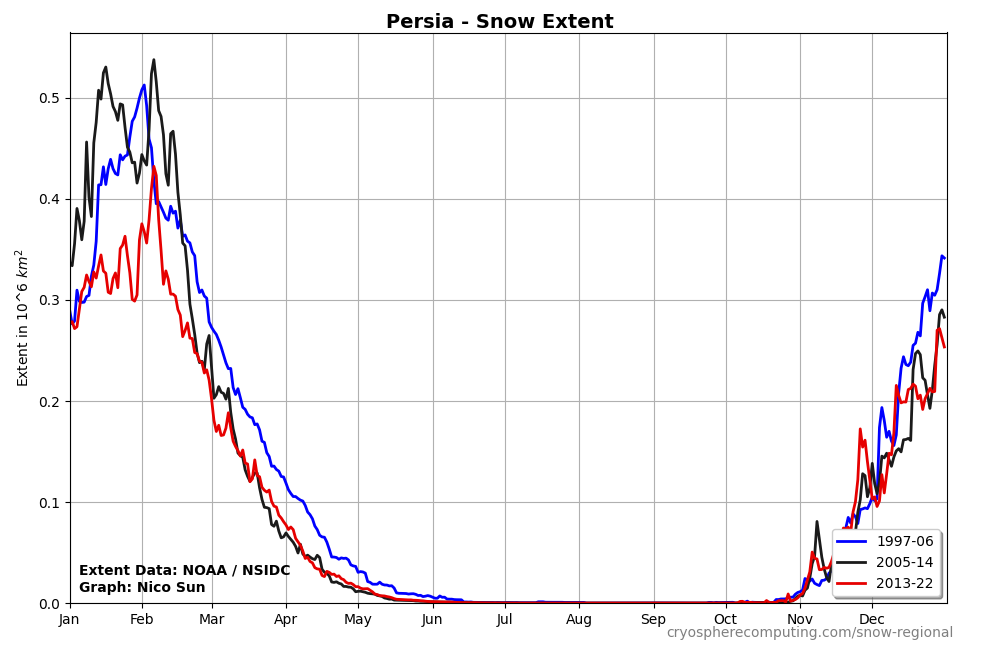 Persia - Snow Extent
Extent in 10^6 km²
0.5
0.4
0.3
0.2
0.1
0.0
Extent Data: NOAA / NSIDC
Graph: Nico Sun
1997-06
2005-14
2013-22
Jan Feb Mar Apr May Jun Jul Aug Sep Oct Nov Dec
cryospherecomputing.com/snow-regional